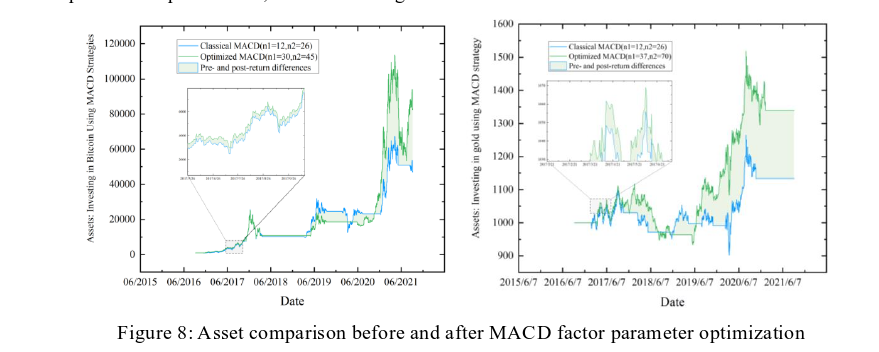 Classical MACD(n1=12,n2=26)
Optimized MACD(n1=30,n2=45)
Pre- and post-return differences
Assets: Investing in Bitcoin Using MACD Strategies
120000
100000
80000
60000
40000
20000
0
06/2015 06/2016 06/2017 06/2018 06/2019 06/2020 06/2021
Date
Classical MACD(n1=12,n2=26)
Optimized MACD(n1=37,n2=70)
Pre- and post-return differences
Assets: Investing in gold using MACD strategy
1600
1500
1400
1300
1200
1100
1000
900
2015/6/7 2016/6/7 2017/6/7 2018/6/7 2019/6/7 2020/6/7 2021/6/7
Date
Figure 8: Asset comparison before and after MACD factor parameter optimization